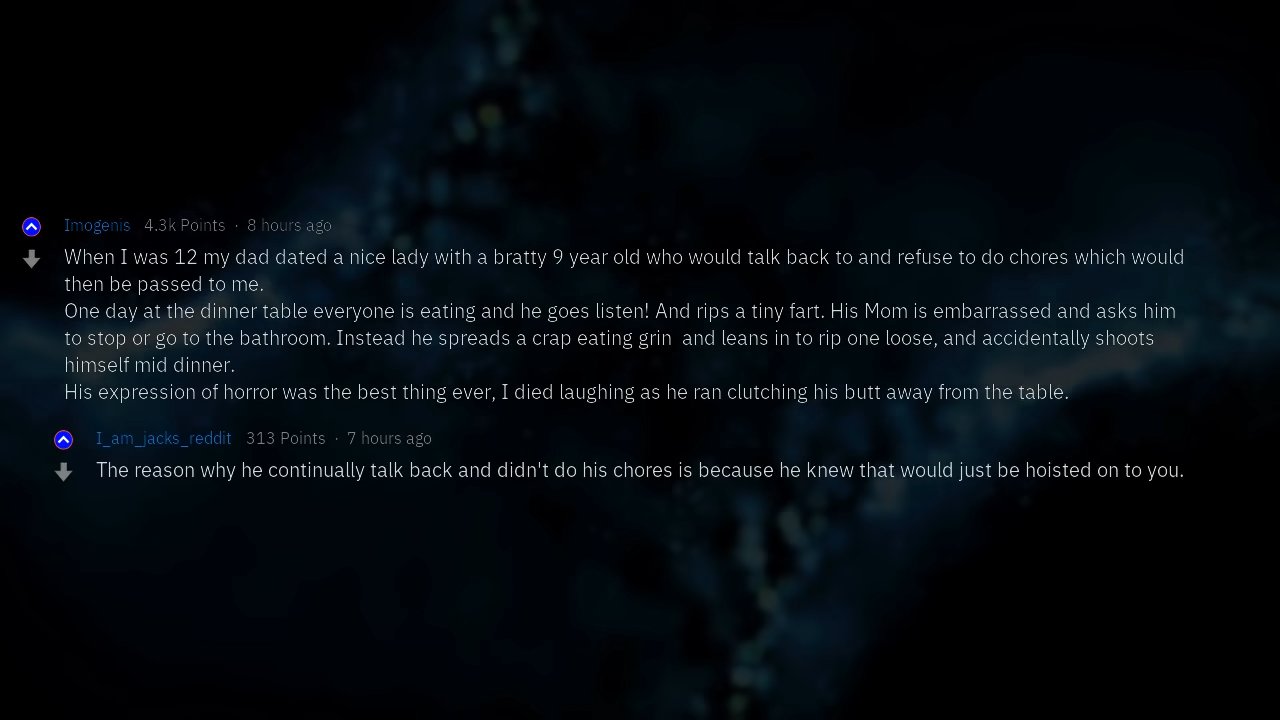 Imogenis 4.3k Points · 8 hours ago
When I was 12 my dad dated a nice lady with a bratty 9 year old who would talk back to and refuse to do chores which would
then be passed to me.
One day at the dinner table everyone is eating and he goes listen! And rips a tiny fart. His Mom is embarrassed and asks him
to stop or go to the bathroom. Instead he spreads a crap eating grin  and leans in to rip one loose, and accidentally shoots
himself mid dinner.
His expression of horror was the best thing ever, I died laughing as he ran clutching his butt away from the table.
I_am_jacks_reddit 313 Points · 7 hours ago
The reason why he continually talk back and didn't do his chores is because he knew that would just be hoisted on to you.